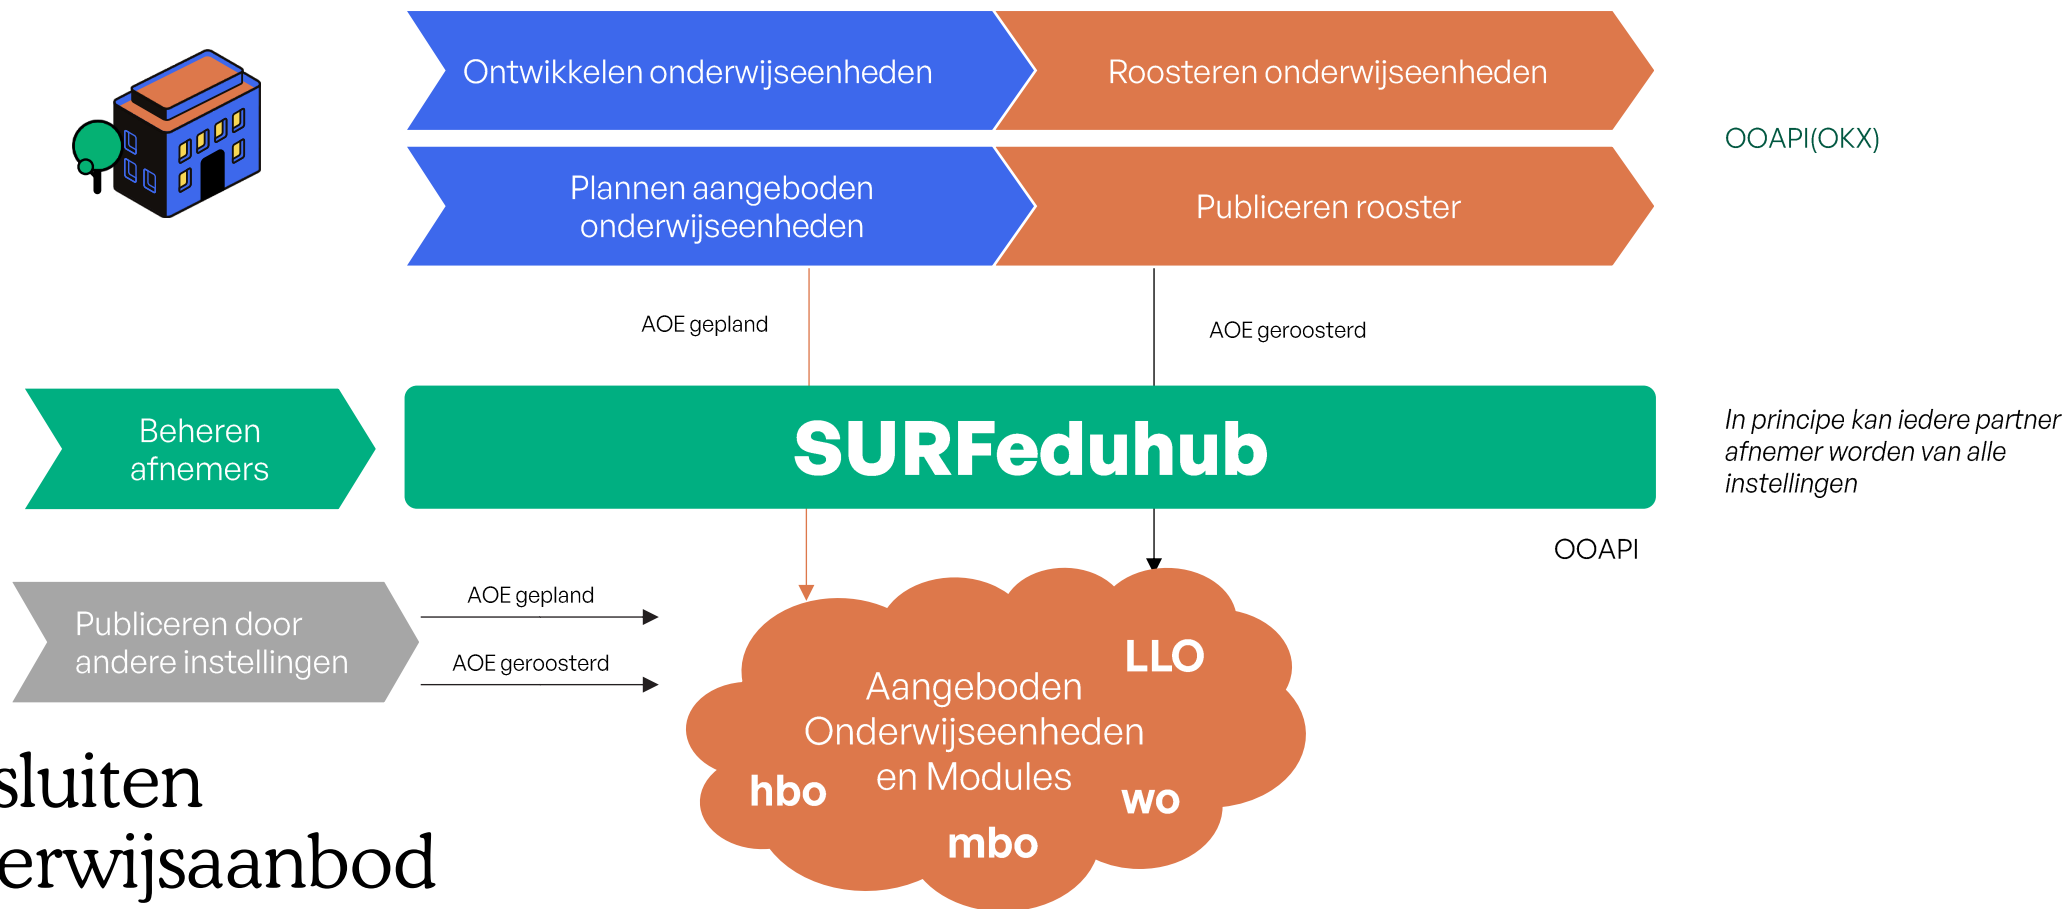 Ontwikkelen onderwijseenheden
Roosteren onderwijseenheden
OOAPI(OKX)
Plannen aangeboden
onderwijseenheden
Publiceren rooster
AOE gepland
AOE geroosterd
Beheren
afnemers
SURFeduhub
In principe kan iedere partner
afnemer worden van alle
instellingen
OOAPI
Publiceren door
andere instellingen
AOE gepland
AOE geroosterd
LLO
Aangeboden
Onderwijseenheden
en Modules
hbo
wo
mbo
sluiten
erwijsaanbod